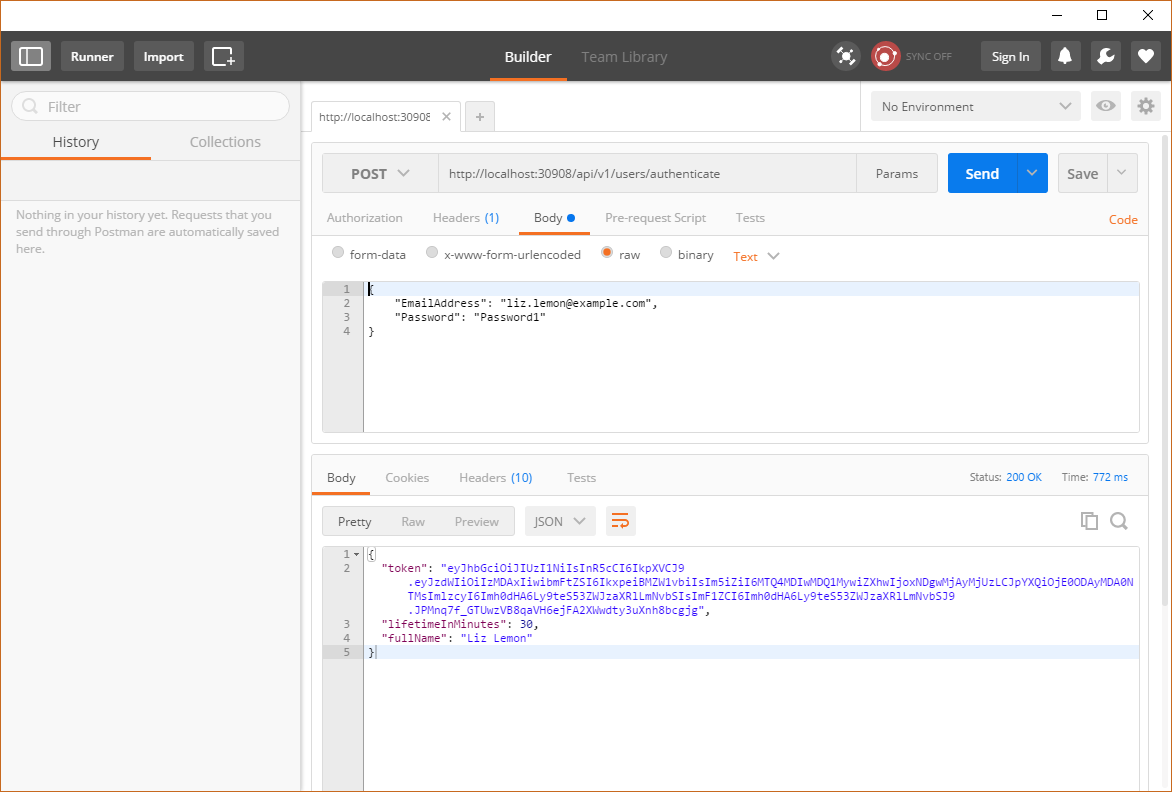 Runner
Import
Builder
Team Library
SYNC OFF
Sign In
Filter
History
Collections
Nothing in your history yet. Requests that you
send through Postman are automatically saved
here.
http://localhost:30908
No Environment
POST
http://localhost:30908/api/v1/users/authenticate
Params
Send
Save
Authorization
Headers (1)
Body
Pre-request Script
Tests
Code
form-data
x-www-form-urlencoded
raw
binary
Text
1 {
2 "EmailAddress": "liz.lemon@example.com",
3 "Password": "Password1"
4 }
Body
Cookies
Headers (10)
Tests
Status: 200 OK
Time: 772 ms
Pretty
Raw
Preview
JSON
1 {
2 "token": "eyJhbGciOiJIUzI1NiIsInR5cCI6IkpXVCJ9
.eyJzdWIiOiIzMDAxIiwibmFtZSI6IkxpeiBMZW1vbiIsIm5iZiI6MTQ4MDIwMDQ1MywiZXhwIjoxNDgwMjAyMjUzLCJpYXQiOjE0ODAyMDA0N
TMsImlzcyI6Imh0dHA6Ly9teS53ZWJzaXRlLmNvbSIsImF1ZCI6Imh0dHA6Ly9teS53ZWJzaXRlLmNvbSJ9
.JPMnq7f_GTUwzVB8qaVH6ejFA2XWwdty3uXnh8bcgjg",
3 "lifetimeInMinutes": 30,
4 "fullName": "Liz Lemon"
5 }